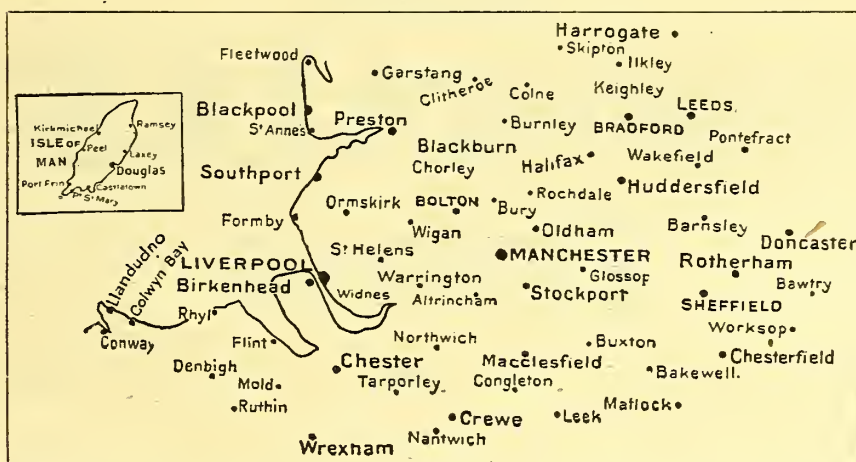 Harrogate
Skipton
Fleetwood
Ilkley
Garstang
Clitheroe
Colne
Keighley
Blackpool
LEEDS.
St Annes
Preston
Burnley
BRADFORD
Pontefract
Kirkmichael
Ramsey
ISLE OF
MAN
Peel
Laxey
Douglas
Port Erin
Castletown
Pt St Mary
Blackburn
Chorley
Halifax
Wakefield
Southport
Huddersfield
Ormskirk
BOLTON
Rochdale
Bury
Formby
Wigan
Oldham
Barnsley
Doncaster
St Helens
MANCHESTER
LIVERPOOL
Glossop
Rotherham
Birkenhead
Warrington
Bawtry
Widnes
Altrincham
Stockport
SHEFFIELD
Llandudno
Colwyn Bay
Rhyl
Conway
Worksop
Flint
Northwich
Buxton
Chester
Macclesfield
Chesterfield
Denbigh
Mold
Tarporley
Congleton
Bakewell.
Ruthin
Crewe
Leek
Matlock
Wrexham
Nantwich